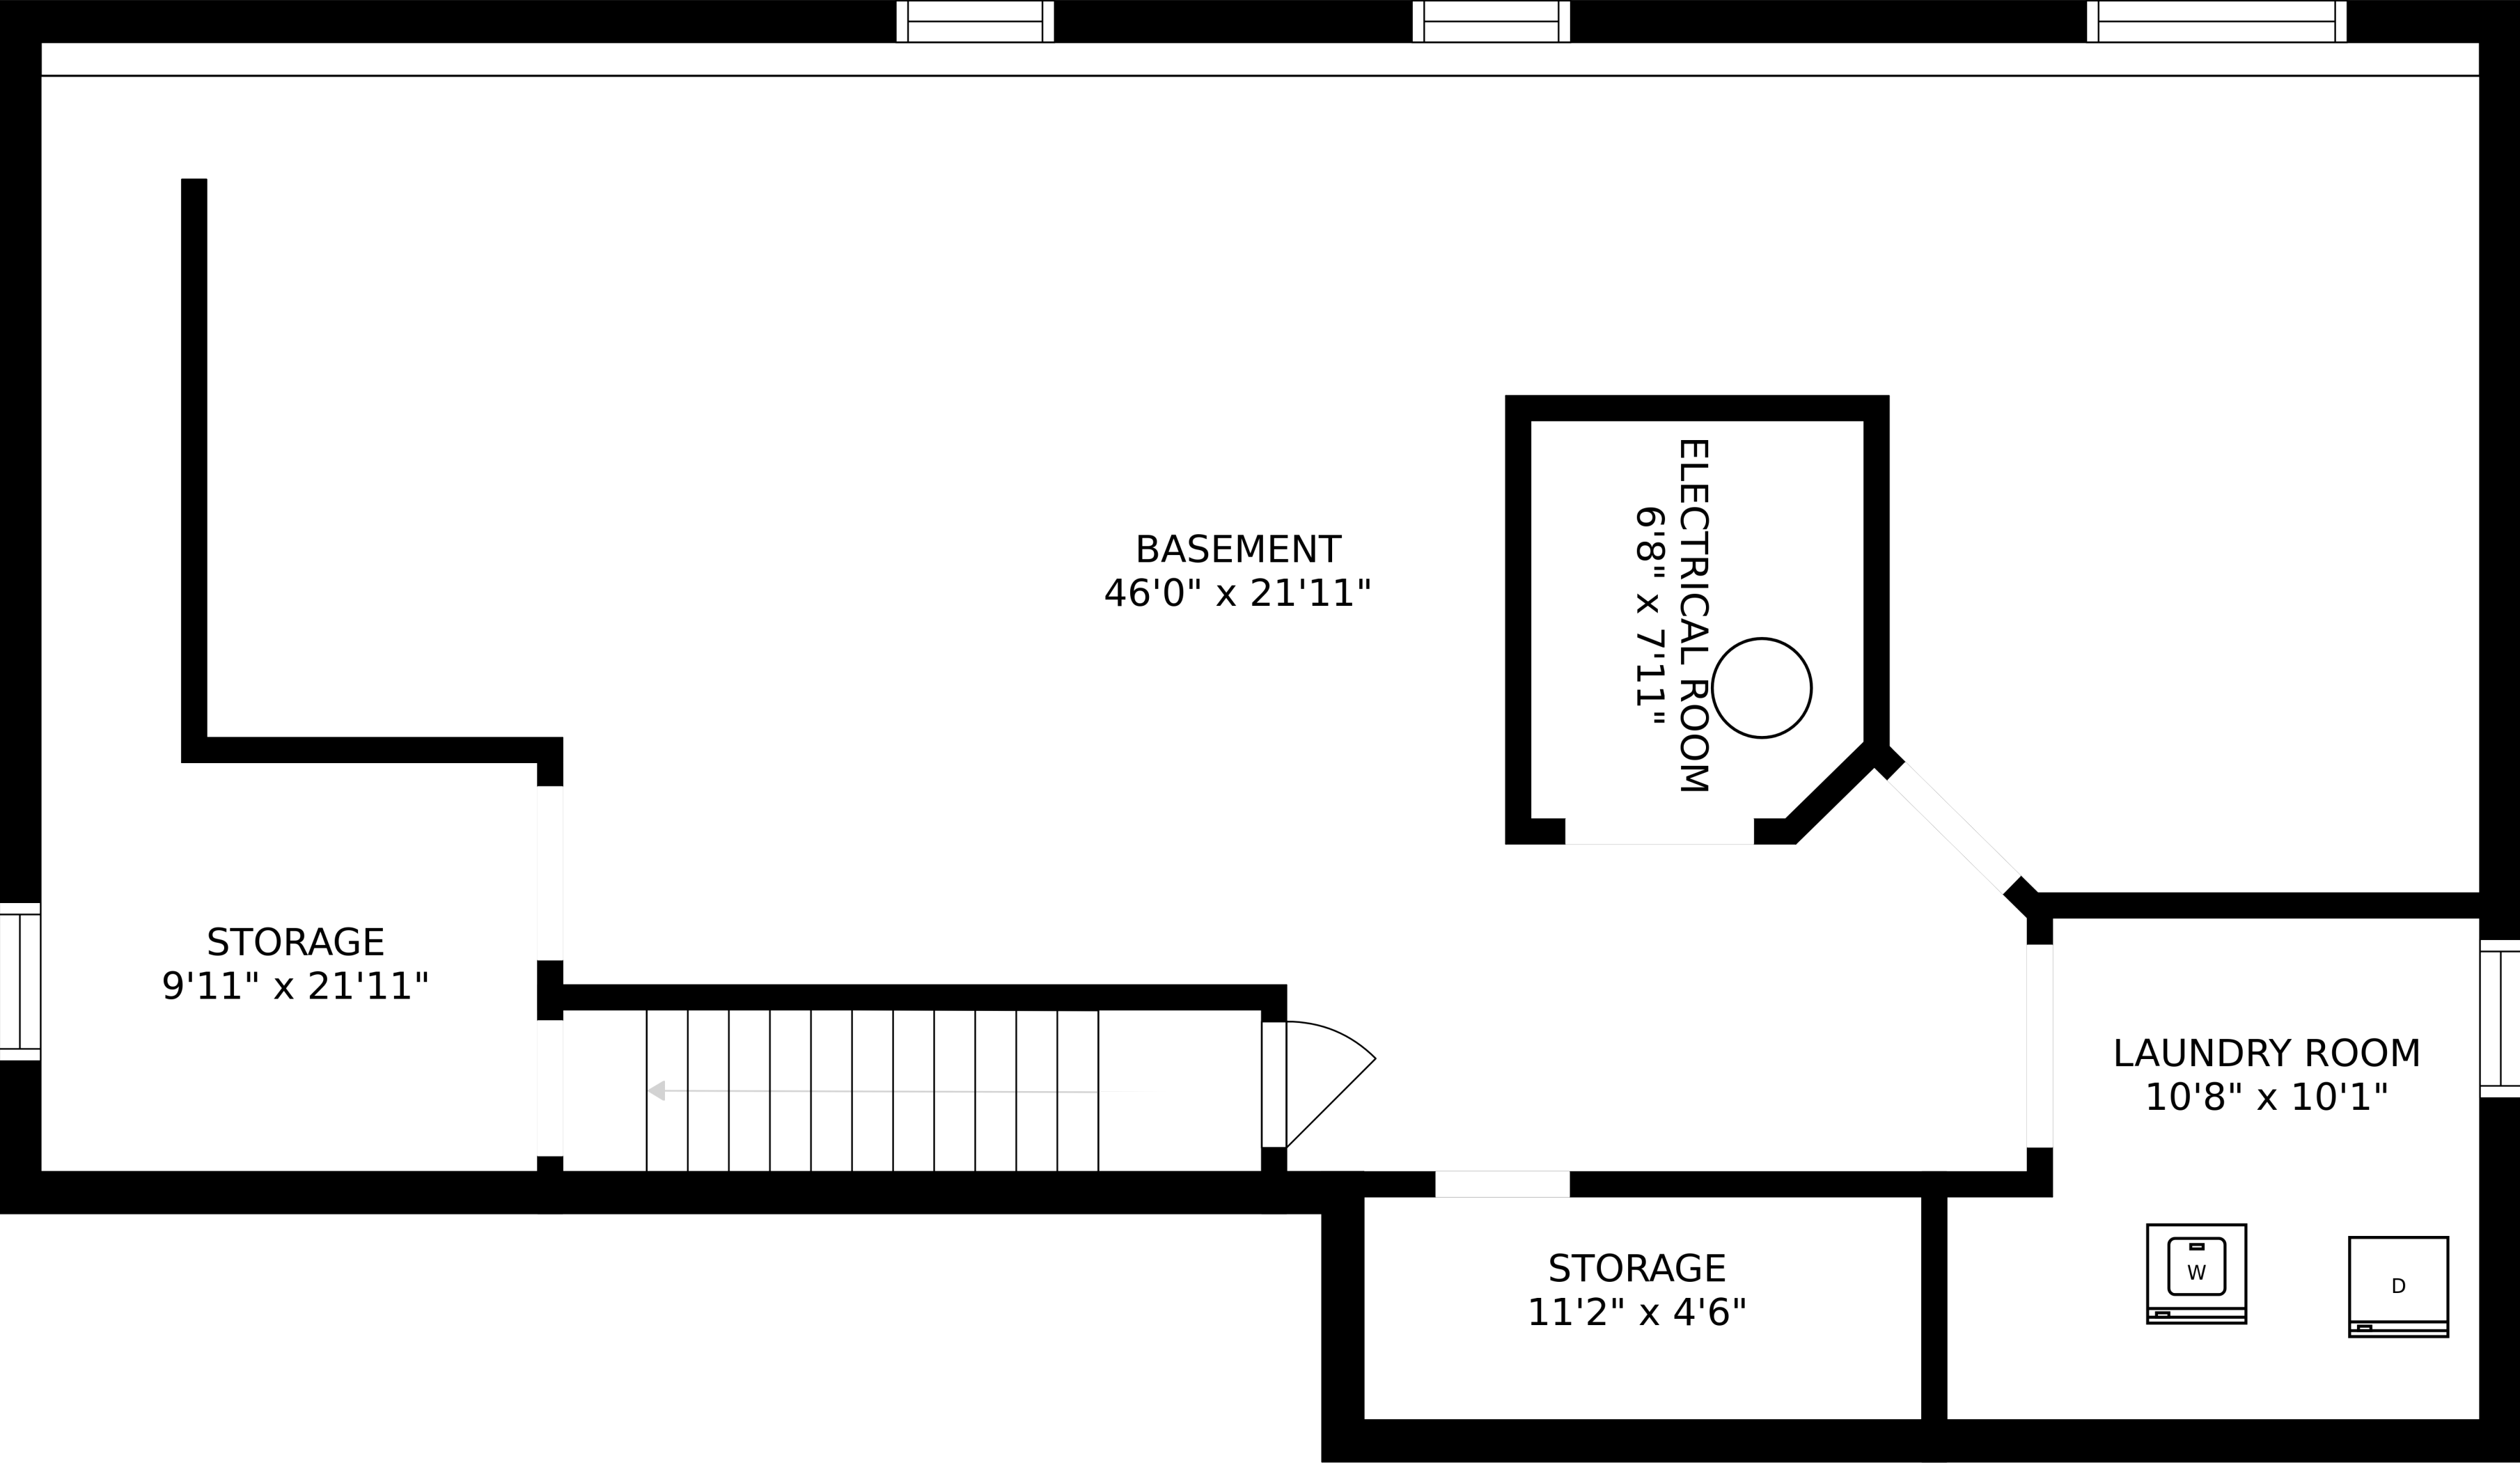 BASEMENT
46'0" x 21'11"
ELECTRICAL ROOM
6'8" x 7'11"
STORAGE
9'11" x 21'11"
LAUNDRY ROOM
10'8" x 10'1"
STORAGE
11'2" x 4'6"
W
D